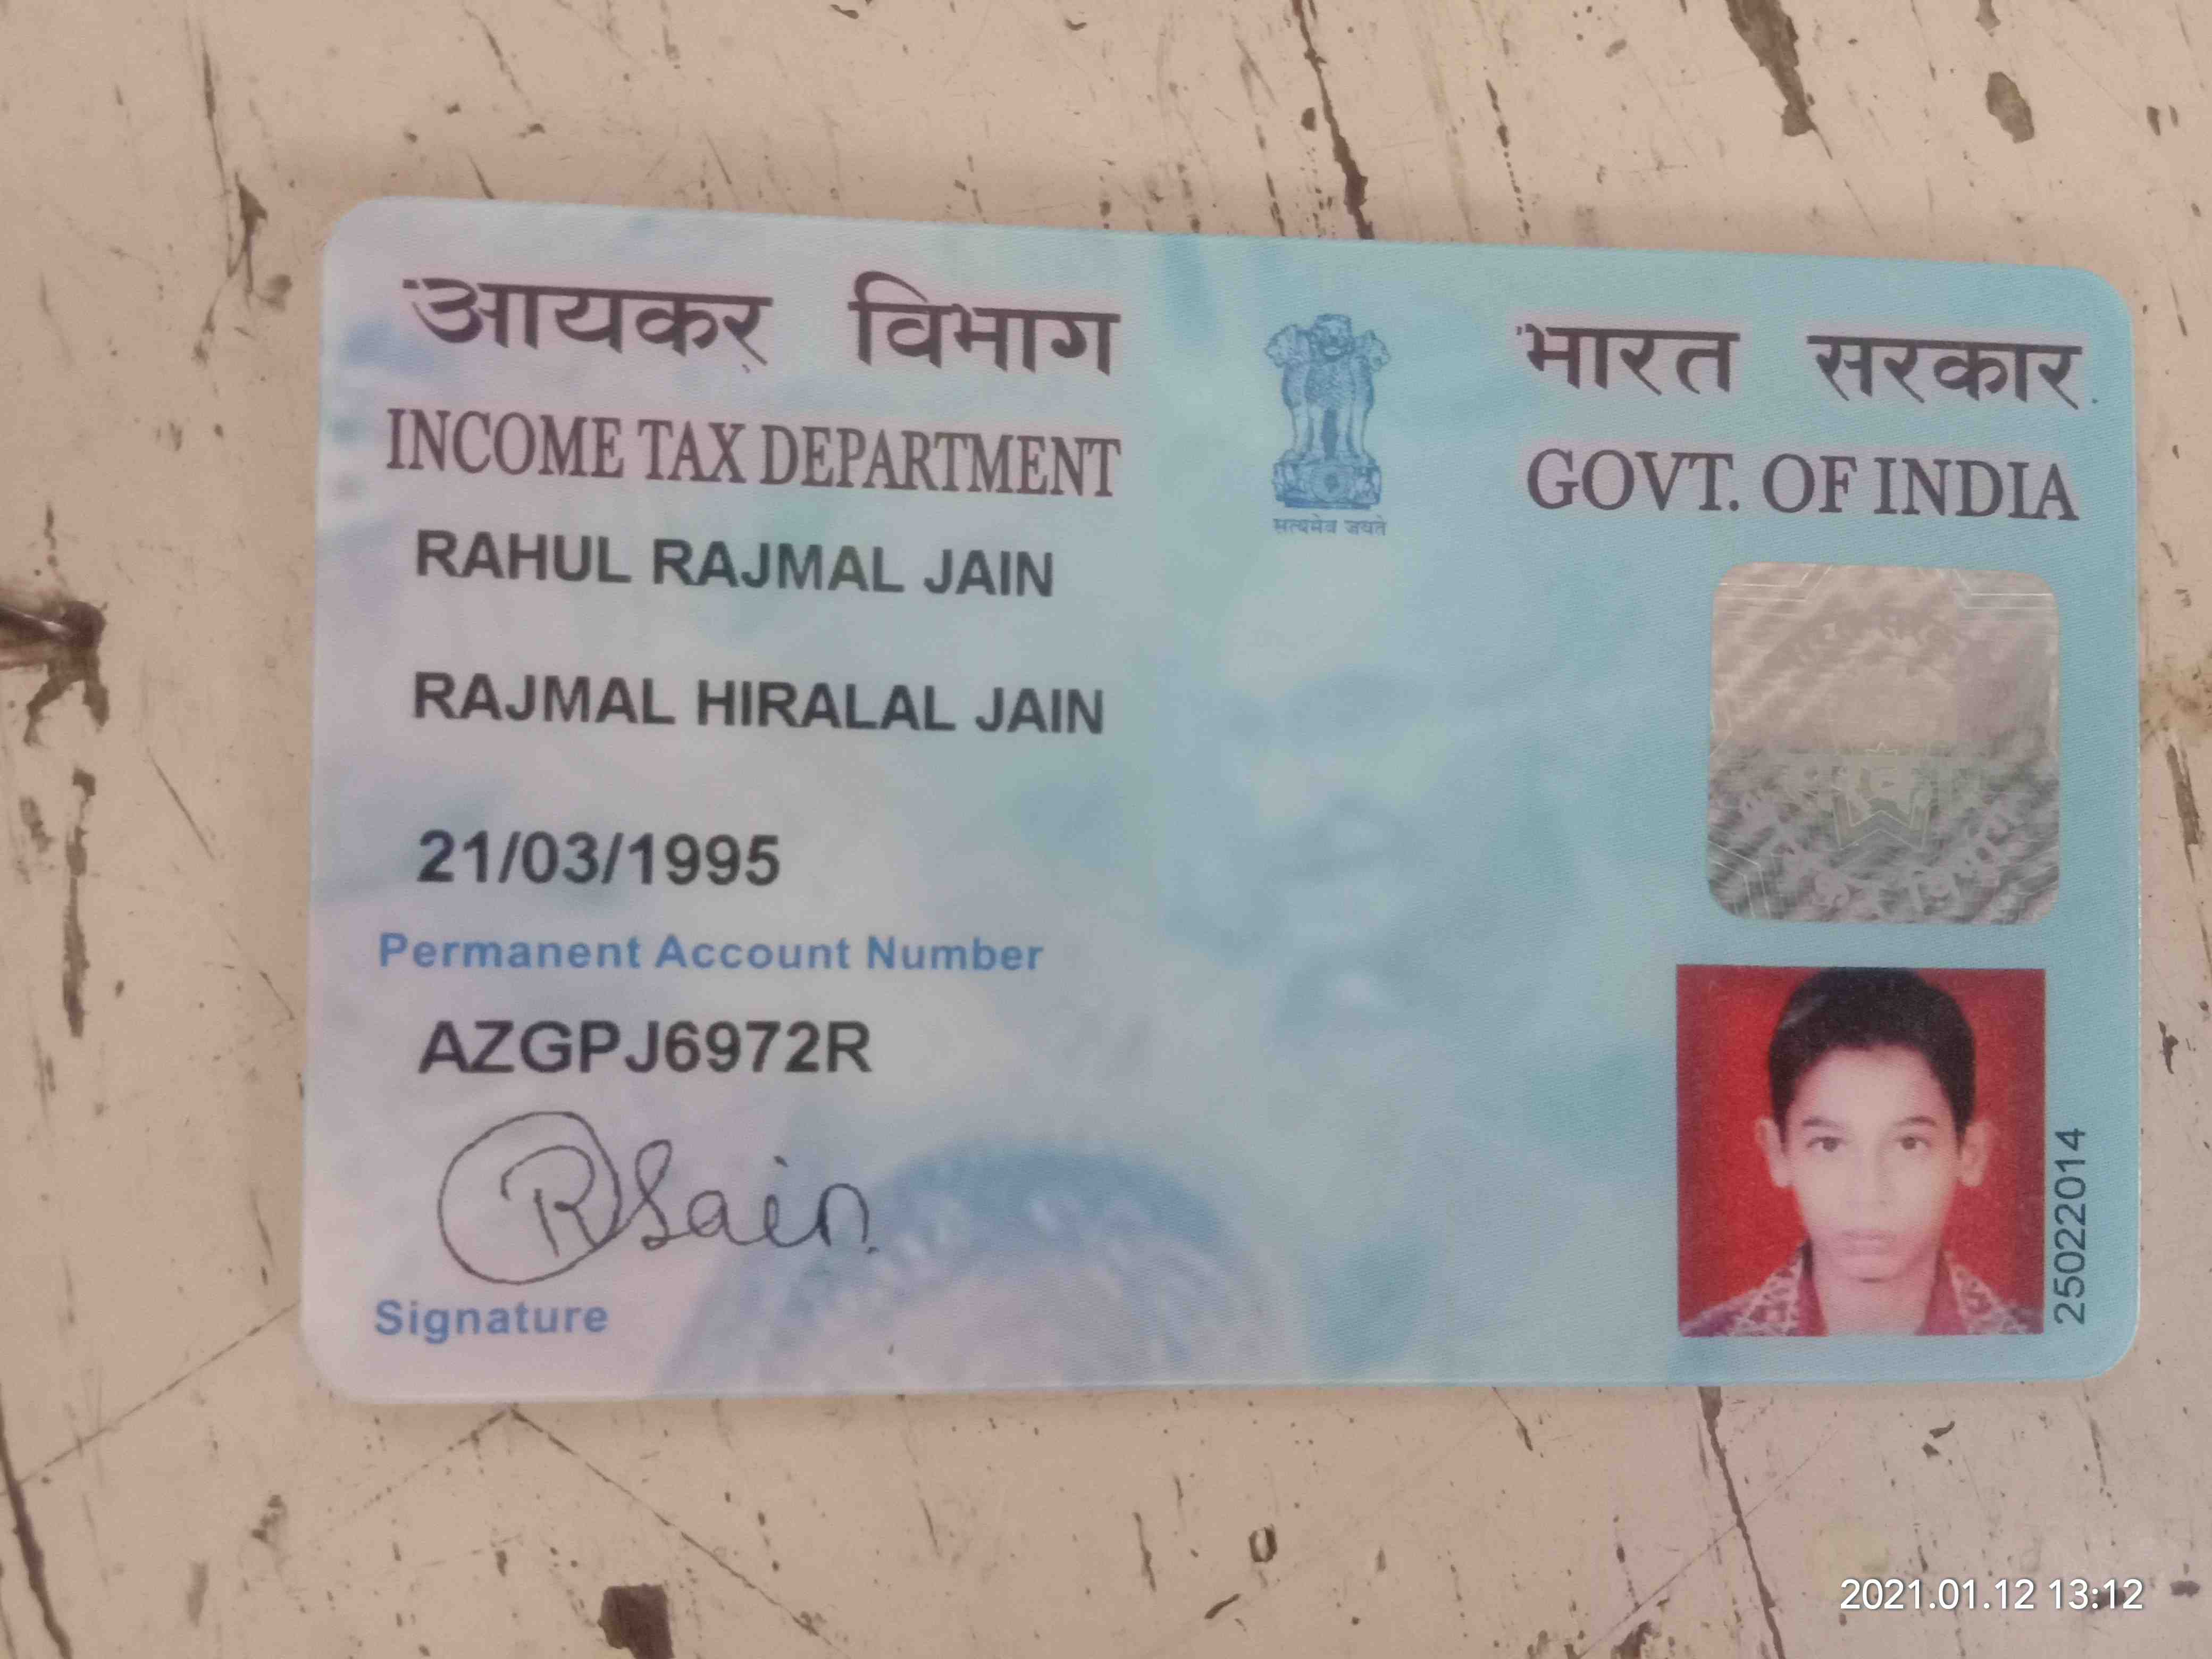 आयकर विभाग
भारत सरकार
INCOME TAX DEPARTMENT
GOVT. OF INDIA
सत्यमेव जयते
RAHUL RAJMAL JAIN
RAJMAL HIRALAL JAIN
21/03/1995
Permanent Account Number
AZGPJ6972R
RJain
Signature
25022014
2021.01.12 13:12